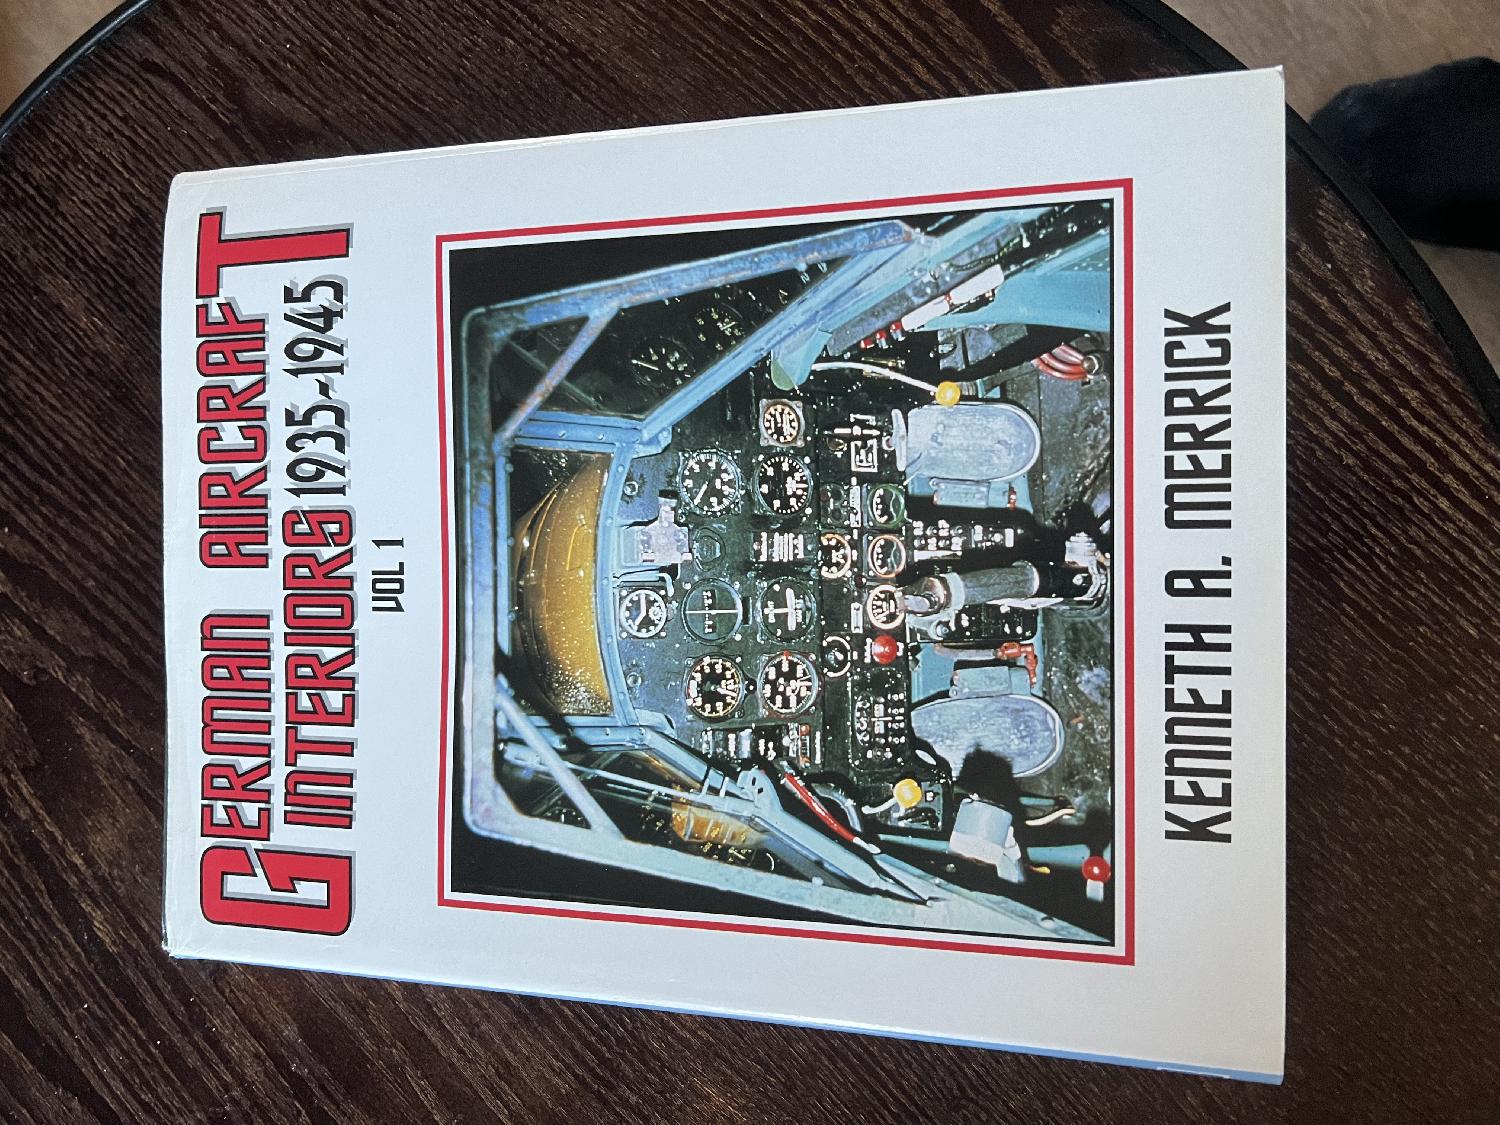 GERMAN AIRCRAFT
INTERIORS 1935-1945
VOL 1
KENNETH A. MERRICK